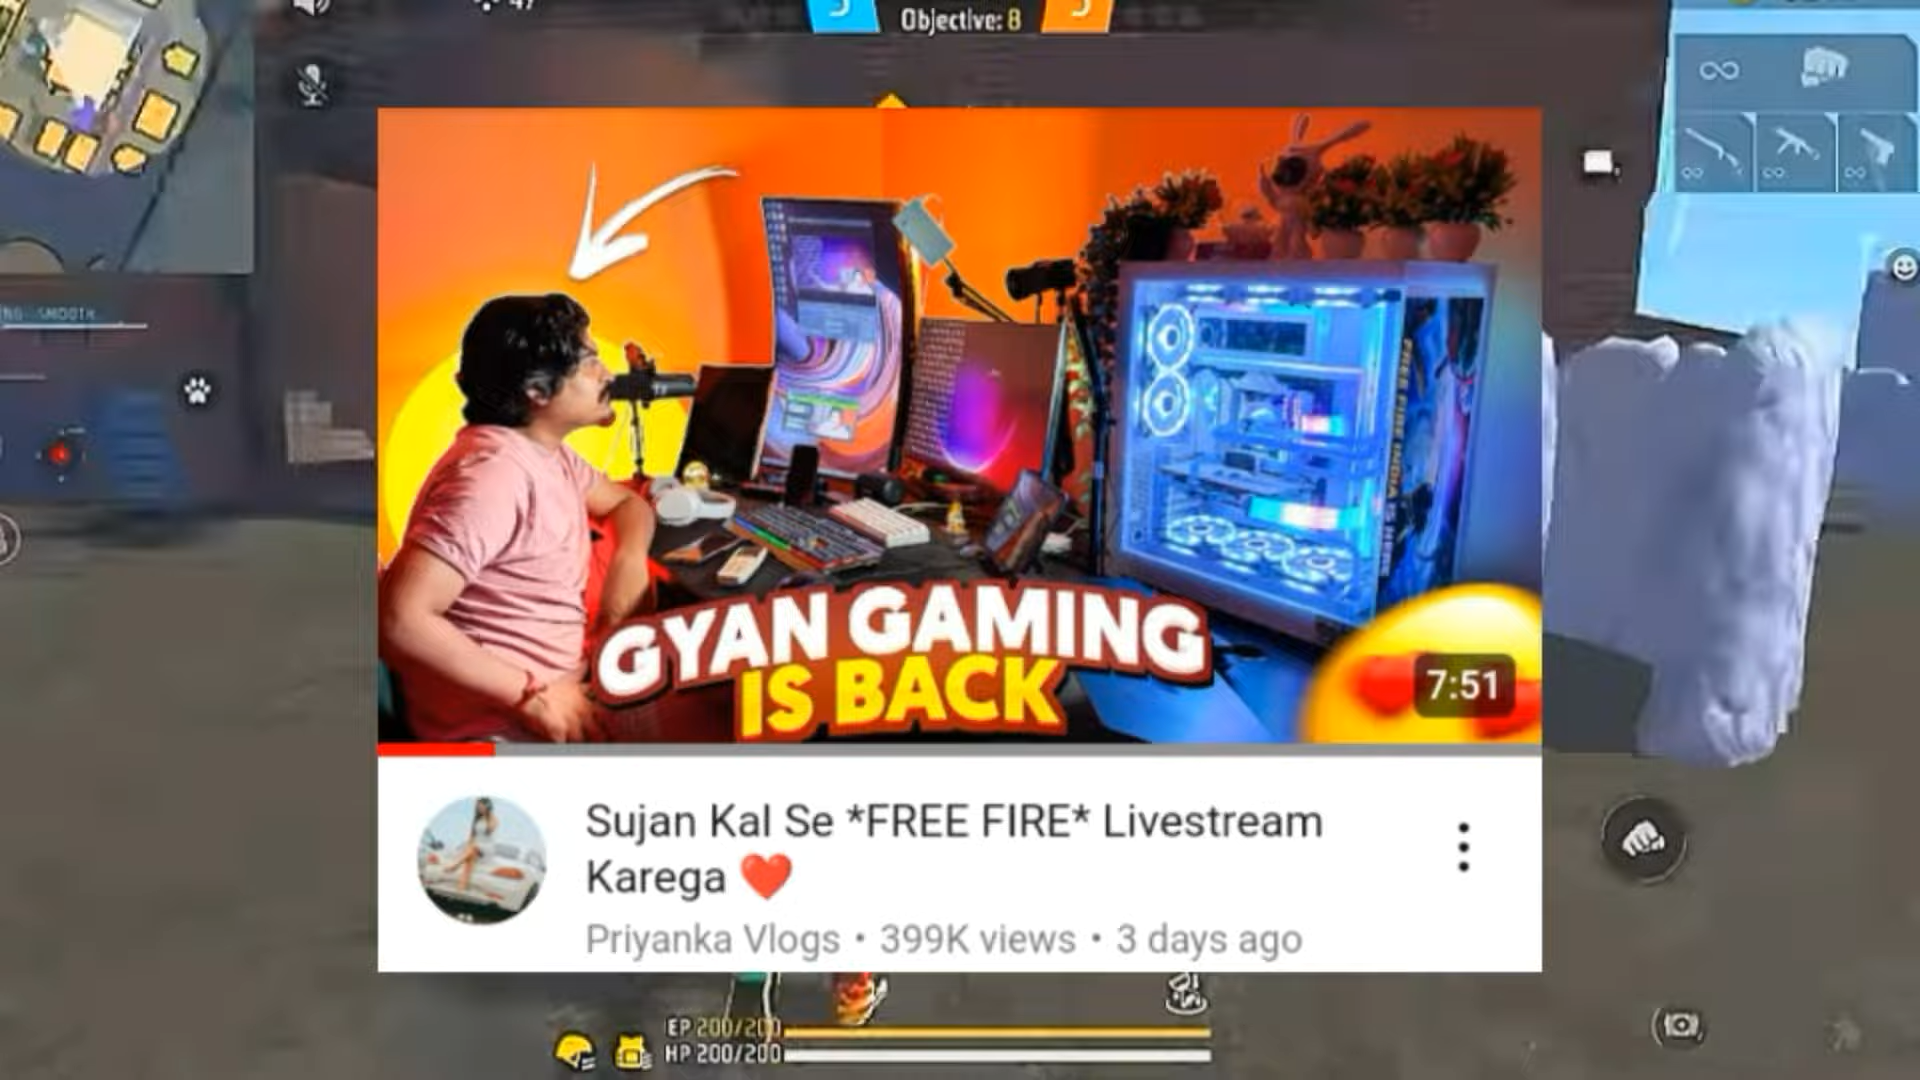 Objective: 8
GYAN GAMING
IS BACK
7:51
Sujan Kal Se *FREE FIRE* Livestream
Karega ❤️
Priyanka Vlogs • 399K views • 3 days ago
EP 200/200
HP 200/200